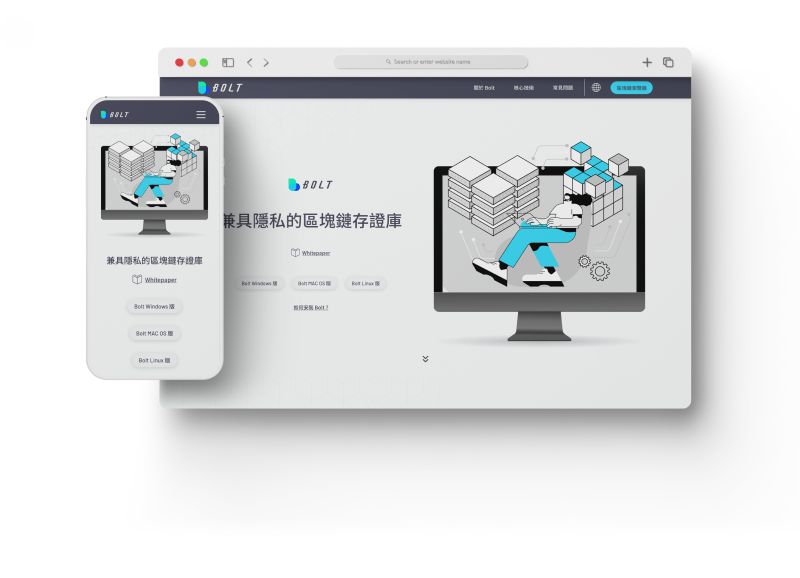 Search or enter website name
BOLT
關於 Bolt
核心技術
常見問題
區塊鏈瀏覽器
BOLT
兼具隱私的區塊鏈存證庫
Whitepaper
Bolt Windows 版
Bolt MAC OS 版
Bolt Linux 版
如何安裝 Bolt ?
BOLT
兼具隱私的區塊鏈存證庫
Whitepaper
Bolt Windows 版
Bolt MAC OS 版
Bolt Linux 版